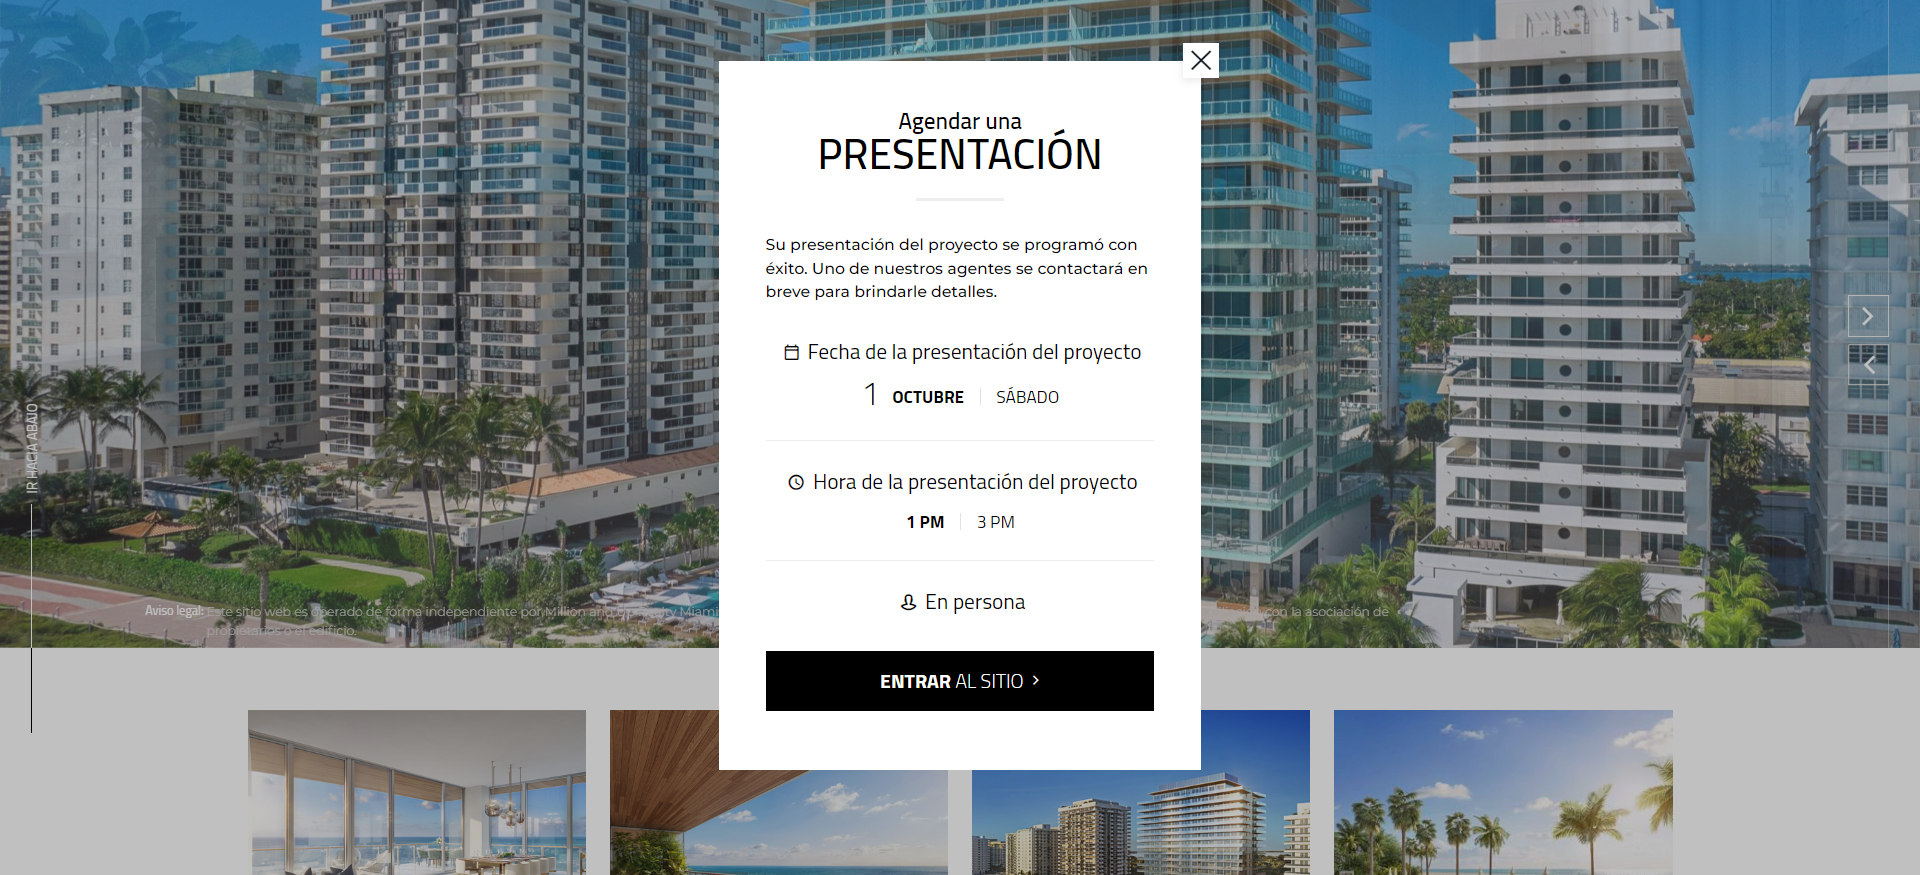 Agendar una
PRESENTACIÓN
Su presentación del proyecto se programó con
éxito. Uno de nuestros agentes se contactará en
breve para brindarle detalles.
Fecha de la presentación del proyecto
1 OCTUBRE SÁBADO
Hora de la presentación del proyecto
1 PM 3 PM
En persona
ENTRAR AL SITIO
IR HACIA ABAJO
Aviso legal: Este sitio web es operado de forma independiente por Million and Miami con la asociación de
propietarios o el edificio.